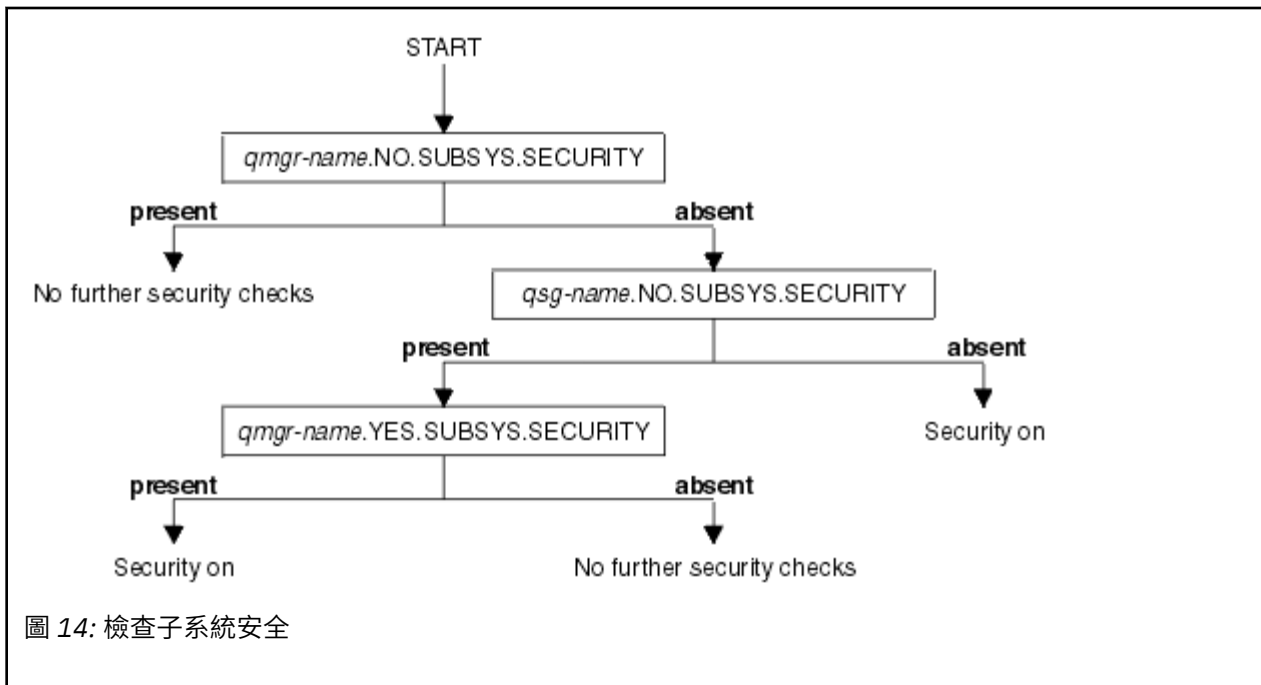 START
qmgr-name.NO.SUBSYS.SECURITY
present absent
No further security checks
qsg-name.NO.SUBSYS.SECURITY
present absent
qmgr-name.YES.SUBSYS.SECURITY
Security on
present absent
Security on No further security checks
圖 14: 檢查子系統安全